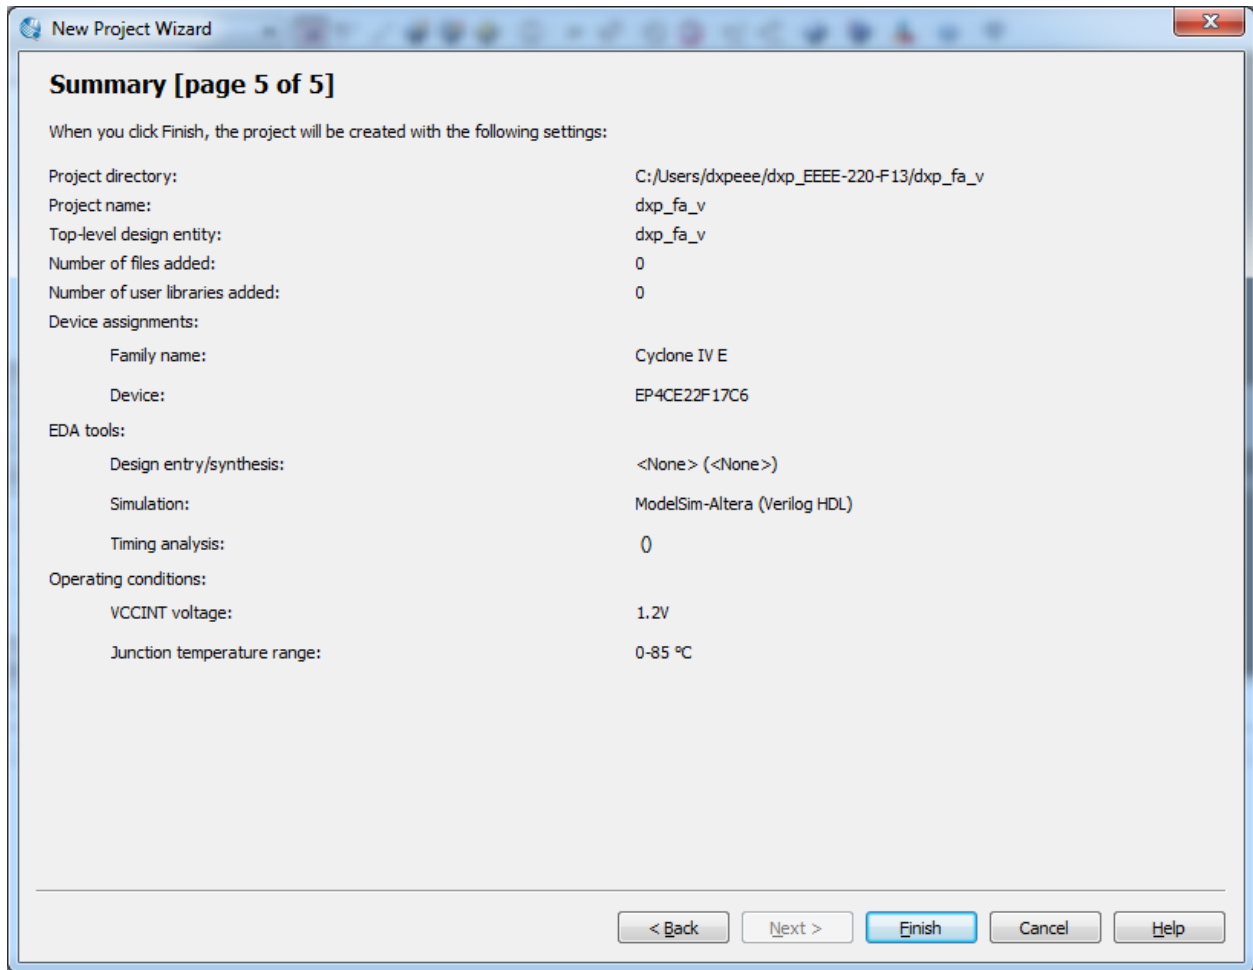 New Project Wizard
Summary [page 5 of 5]
When you click Finish, the project will be created with the following settings:
Project directory: C:/Users/dxpeee/dxp_EEEE-220-F13/dxp_fa_v
Project name: dxp_fa_v
Top-level design entity: dxp_fa_v
Number of files added: 0
Number of user libraries added: 0
Device assignments:
Family name: Cyclone IV E
Device: EP4CE22F17C6
EDA tools:
Design entry/synthesis: <None> (<None>)
Simulation: ModelSim-Altera (Verilog HDL)
Timing analysis: ()
Operating conditions:
VCCINT voltage: 1.2V
Junction temperature range: 0-85 ºC
< Back Next > Finish Cancel Help